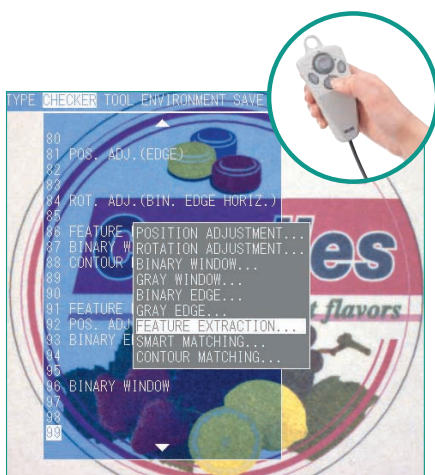 TYPE CHECKER TOOL ENVIRONMENT SAVE
80
81 POS. ADJ.(EDGE)
82
83
84 ROT. ADJ.(BIN. EDGE HORIZ.)
85
86 FEATURE
87 BINARY W
88 CONTOUR
89
90
91 FEATURE
92 POS. ADJ
93 BINARY E
94
95
96 BINARY WINDOW
97
98
99
POSITION ADJUSTMENT...
ROTATION ADJUSTMENT...
BINARY WINDOW...
GRAY WINDOW...
BINARY EDGE...
GRAY EDGE...
FEATURE EXTRACTION...
SMART MATCHING...
CONTOUR MATCHING...
es
t flavors